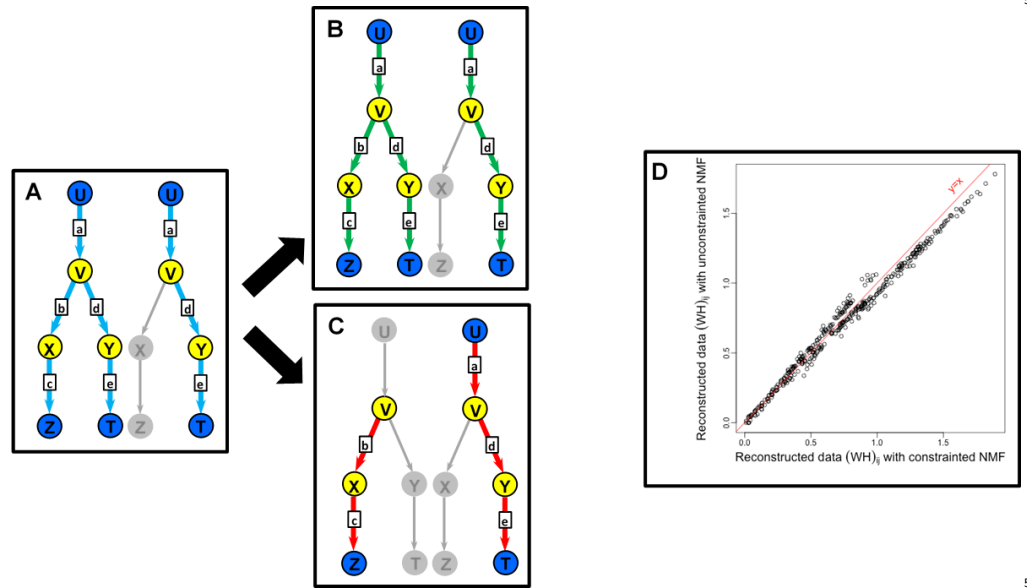 A
U U
a a
V V
b d d
X Y X Y
c e e
Z T Z T
B
U U
a a
V V
b d d
X Y X Y
c e e
Z T Z T
C
U U
a
V V
b d
X Y X Y
c e
Z T Z T
D
y=x
Reconstructed data (WH)ij with unconstrainted NMF
1.5
1.0
0.5
0.0
0.0 0.5 1.0 1.5
Reconstructed data (WH)ij with constrainted NMF